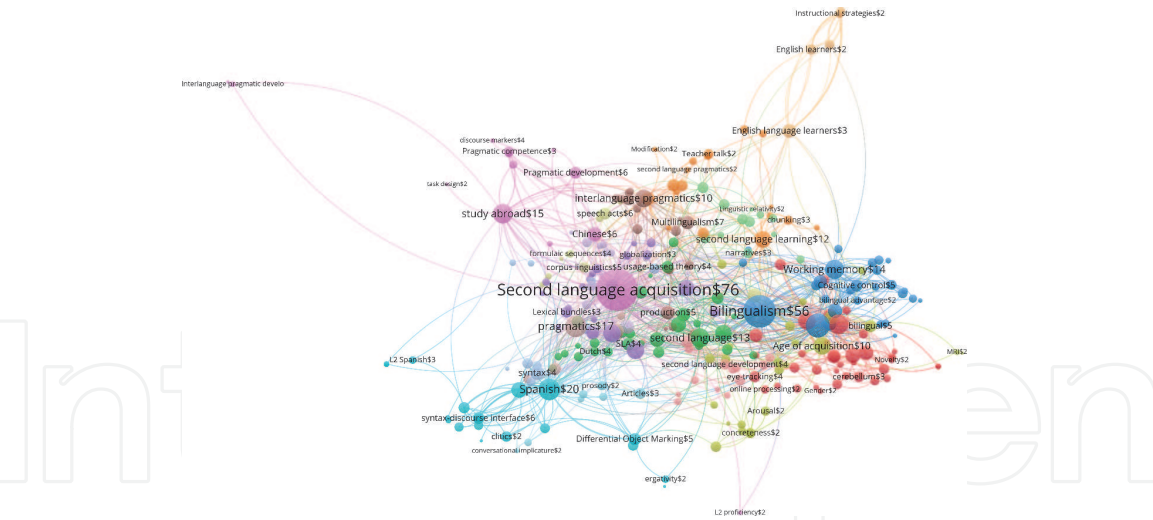 Instructional strategies$2
English learners$2
Interlanguage pragmatic develo
English language learners$3
discourse markers$4
Pragmatic competence$3
Modification$2
Teacher talk$2
second language pragmatics$2
Pragmatic development$6
task design$2
interlanguage pragmatics$10
study abroad$15
speech acts$6
Linguistic relativity$2
Multilingualism$7
chunking$3
Chinese$6
second language learning$12
formulaic sequences$4
globalization$3
narratives$3
corpus linguistics$5
usage-based theory$4
Working memory$14
Cognitive control$5
Second language acquisition$76
bilingual advantage$2
Lexical bundles$3
production$5
Bilingualism$56
pragmatics$17
bilingual$5
second language$13
SLA$4
Age of acquisition$10
Dutch$4
MRI$2
L2 Spanish$3
Novelty$2
second language development$4
syntax$4
eye-tracking$4
cerebellum$3
Spanish$20
prosody$2
Articles$3
online processing$2
Gender$2
Arousal$2
syntax-discourse interface$6
clitics$2
concreteness$2
Differential Object Marking$5
conversational implicature$2
ergativity$2
L2 proficiency$2